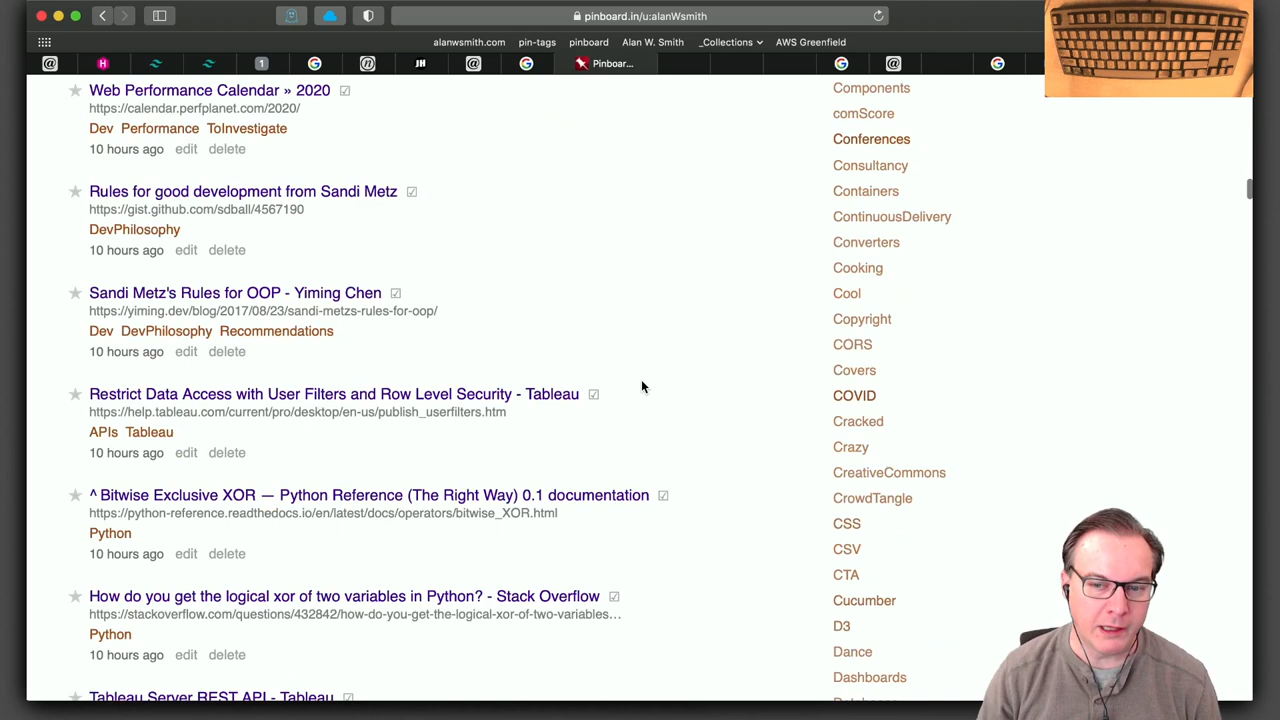 pinboard.in/u:alanWsmith
alanwsmith.com pin-tags pinboard Alan W. Smith _Collections AWS Greenfield
@ H 1 G n JH @ G Pinboar... G @ G
Web Performance Calendar » 2020
https://calendar.perfplanet.com/2020/
Dev Performance ToInvestigate
10 hours ago edit delete
Rules for good development from Sandi Metz
https://gist.github.com/sdball/4567190
DevPhilosophy
10 hours ago edit delete
Sandi Metz's Rules for OOP - Yiming Chen
https://yiming.dev/blog/2017/08/23/sandi-metzs-rules-for-oop/
Dev DevPhilosophy Recommendations
10 hours ago edit delete
Restrict Data Access with User Filters and Row Level Security - Tableau
https://help.tableau.com/current/pro/desktop/en-us/publish_userfilters.htm
APIs Tableau
10 hours ago edit delete
^ Bitwise Exclusive XOR — Python Reference (The Right Way) 0.1 documentation
https://python-reference.readthedocs.io/en/latest/docs/operators/bitwise_XOR.html
Python
10 hours ago edit delete
How do you get the logical xor of two variables in Python? - Stack Overflow
https://stackoverflow.com/questions/432842/how-do-you-get-the-logical-xor-of-two-variables…
Python
10 hours ago edit delete
Tableau Server REST API - Tableau
Components
comScore
Conferences
Consultancy
Containers
ContinuousDelivery
Converters
Cooking
Cool
Copyright
CORS
Covers
COVID
Cracked
Crazy
CreativeCommons
CrowdTangle
CSS
CSV
CTA
Cucumber
D3
Dance
Dashboards